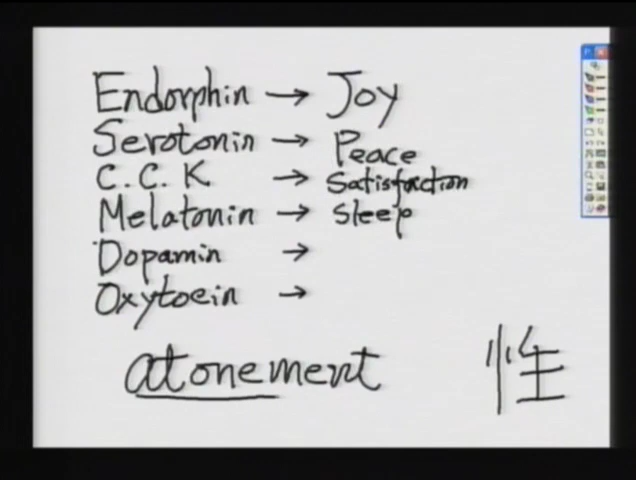 Endorphin → Joy
Serotonin → Peace
C.C.K → Satisfaction
Melatonin → Sleep
Dopamin →
Oxytocin →
atonement 性